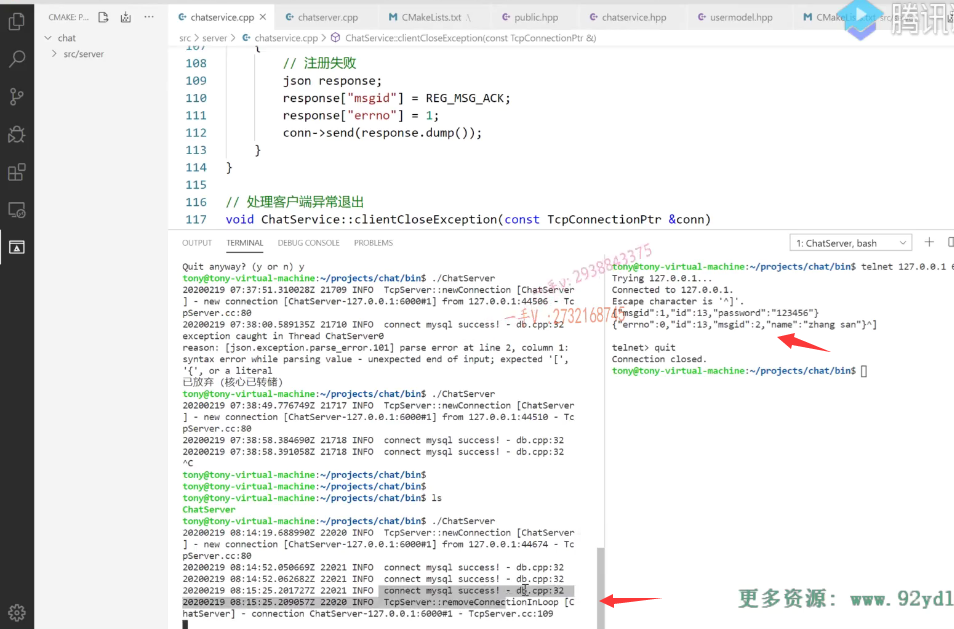 CMAKE: P...
chat
src/server
chatservice.cpp
chatserver.cpp
CMakeLists.txt .\
public.hpp
chatservice.hpp
usermodel.hpp
src > server > chatservice.cpp > ChatService::clientCloseException(const TcpConnectionPtr &)
107 {
108 // 注册失败
109 json response;
110 response["msgid"] = REG_MSG_ACK;
111 response["errno"] = 1;
112 conn->send(response.dump());
113 }
114 }
115
116 // 处理客户端异常退出
117 void ChatService::clientCloseException(const TcpConnectionPtr &conn)
OUTPUT TERMINAL DEBUG CONSOLE PROBLEMS
1: ChatServer, bash
Quit anyway? (y or n) y
tony@tony-virtual-machine:~/projects/chat/bin$ ./ChatServer
20200219 07:37:51.310028Z 21709 INFO  TcpServer::newConnection [ChatServer
] - new connection [ChatServer-127.0.0.1:6000#1] from 127.0.0.1:44506 - Tc
pServer.cc:80
20200219 07:38:00.589135Z 21710 INFO  connect mysql success! - db.cpp:32
exception caught in Thread ChatServer0
reason: [json.exception.parse_error.101] parse error at line 2, column 1:
syntax error while parsing value - unexpected end of input; expected '[',
'{', or a literal
已放弃 (核心已转储)
tony@tony-virtual-machine:~/projects/chat/bin$ ./ChatServer
20200219 07:38:49.776749Z 21717 INFO  TcpServer::newConnection [ChatServer
] - new connection [ChatServer-127.0.0.1:6000#1] from 127.0.0.1:44510 - Tc
pServer.cc:80
20200219 07:38:58.384690Z 21718 INFO  connect mysql success! - db.cpp:32
20200219 07:38:58.391058Z 21718 INFO  connect mysql success! - db.cpp:32
^C
tony@tony-virtual-machine:~/projects/chat/bin$
tony@tony-virtual-machine:~/projects/chat/bin$
tony@tony-virtual-machine:~/projects/chat/bin$ ls
ChatServer
tony@tony-virtual-machine:~/projects/chat/bin$ ./ChatServer
20200219 08:14:19.688990Z 22020 INFO  TcpServer::newConnection [ChatServer
] - new connection [ChatServer-127.0.0.1:6000#1] from 127.0.0.1:44674 - Tc
pServer.cc:80
20200219 08:14:52.050669Z 22021 INFO  connect mysql success! - db.cpp:32
20200219 08:14:52.062682Z 22021 INFO  connect mysql success! - db.cpp:32
20200219 08:15:25.201727Z 22021 INFO  connect mysql success! - db.cpp:32
20200219 08:15:25.209057Z 22020 INFO  TcpServer::removeConnectionInLoop [C
hatServer] - connection ChatServer-127.0.0.1:6000#1 - TcpServer.cc:109
tony@tony-virtual-machine:~/projects/chat/bin$ telnet 127.0.0.1 6
Trying 127.0.0.1...
Connected to 127.0.0.1.
Escape character is '^]'.
{"msgid":1,"id":13,"password":"123456"}
{"errno":0,"id":13,"msgid":2,"name":"zhang san"}^]
telnet> quit
Connection closed.
tony@tony-virtual-machine:~/projects/chat/bin$
一手v: 2938843375
一手V :2732168745
腾讯
更多资源: www.92yd1